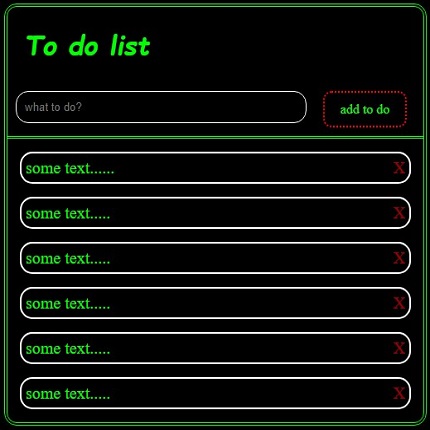 To do list
what to do?
add to do
some text...... X
some text..... X
some text..... X
some text..... X
some text..... X
some text..... X